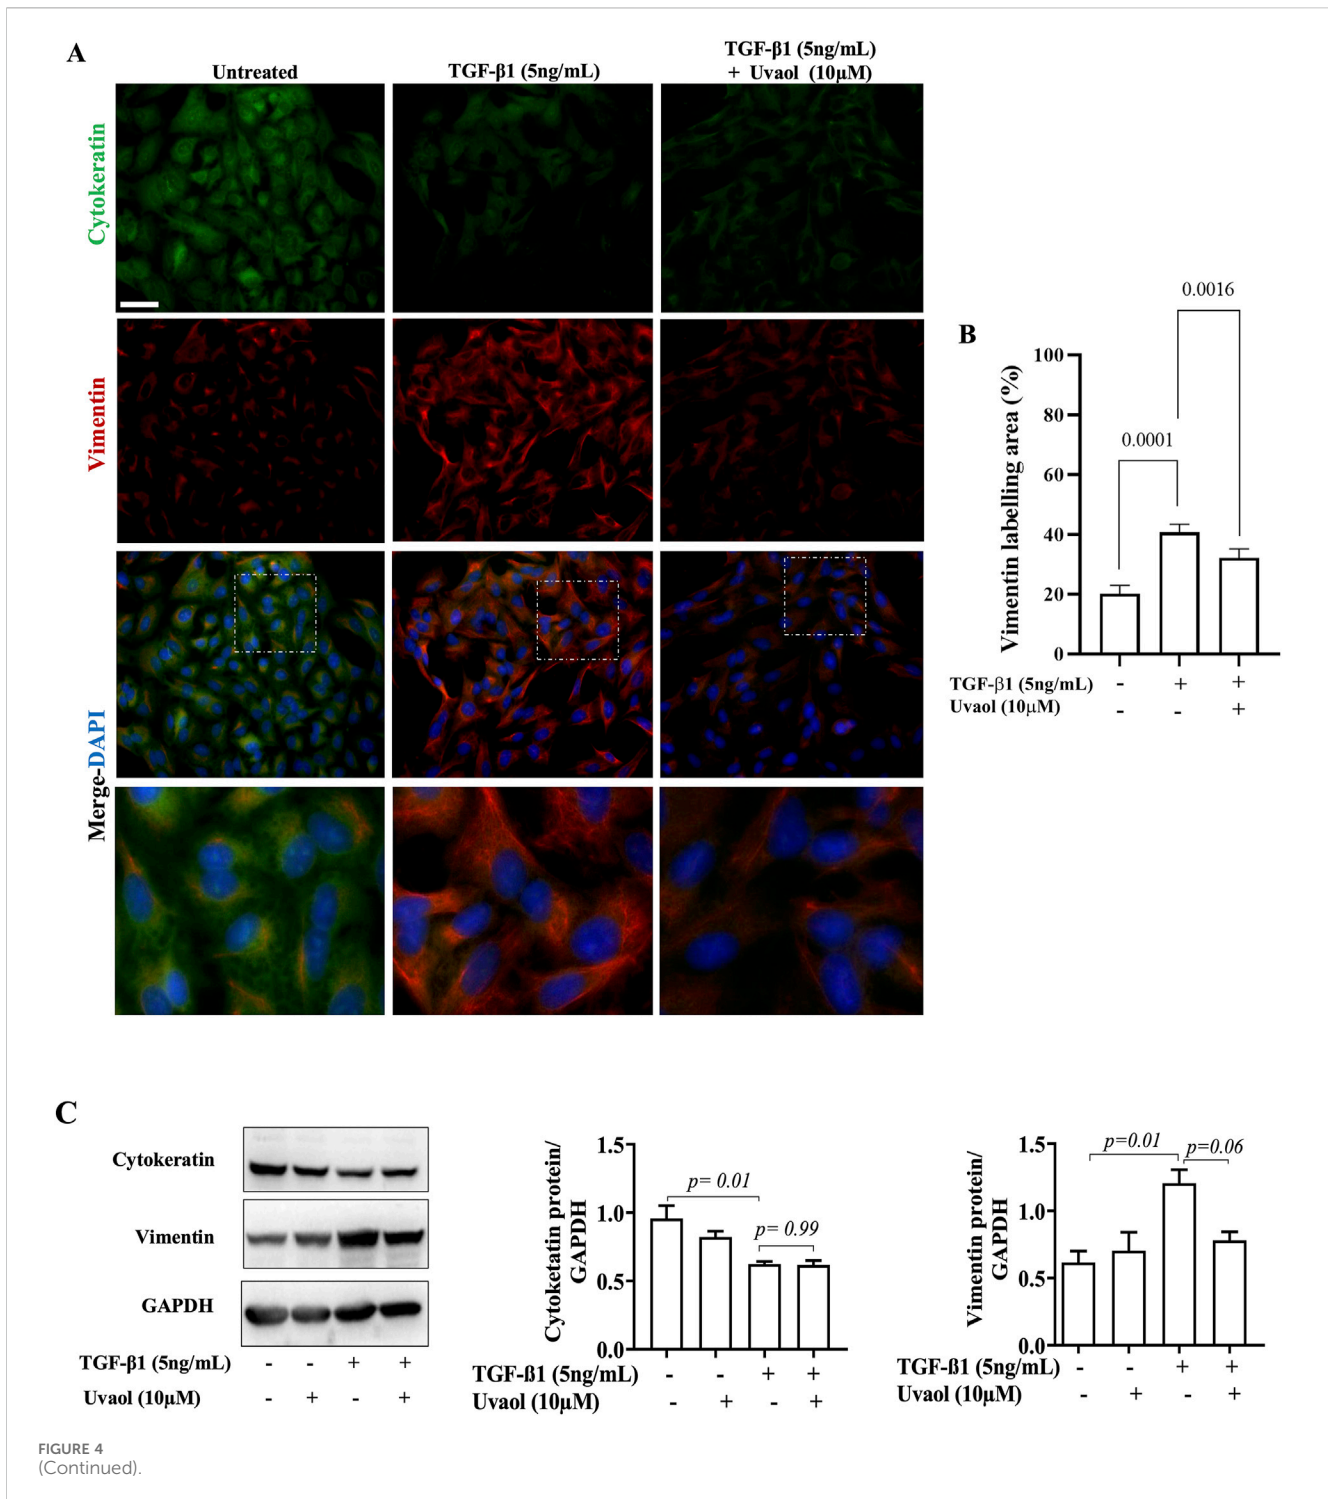 A
Untreated
TGF-β1 (5ng/mL)
TGF-β1 (5ng/mL)
+ Uvaol (10µM)
Cytokeratin
Vimentin
Merge-DAPI
B
0.0016
0.0001
Vimentin labelling area (%)
100
80
60
40
20
0
TGF-β1 (5ng/mL) - + +
Uvaol (10µM) - - +
C
Cytokeratin
Vimentin
GAPDH
TGF-β1 (5ng/mL) - - + +
Uvaol (10µM) - + - +
Cytoketatin protein/
GAPDH
1.5
1.0
0.5
0.0
p= 0.01
p= 0.99
TGF-ß1 (5ng/mL) - - + +
Uvaol (10µM) - + - +
Vimentin protein/
GAPDH
1.5
1.0
0.5
0.0
p=0.01
p=0.06
TGF-ß1 (5ng/mL) - - + +
Uvaol (10µM) - + - +
FIGURE 4
(Continued).